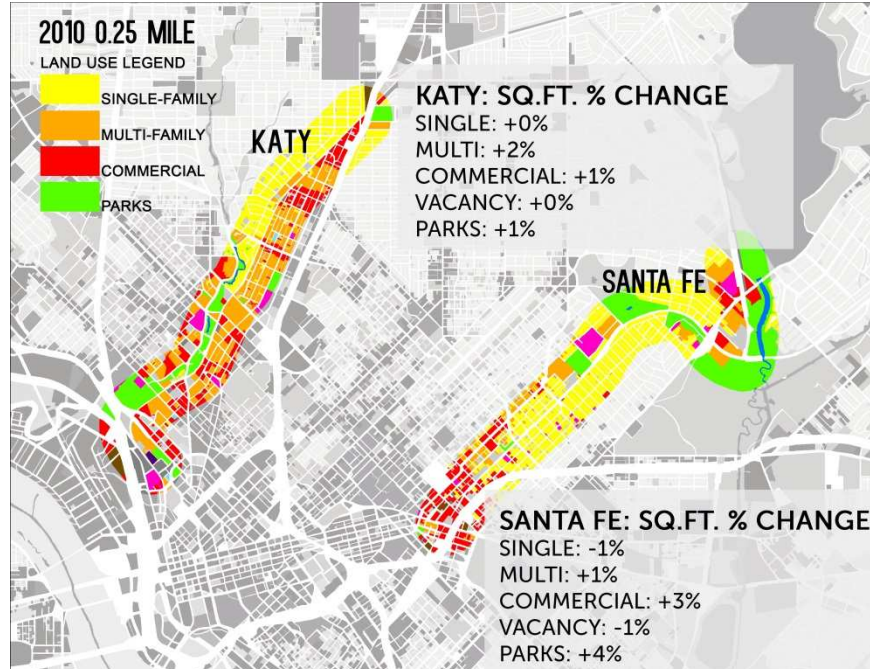 2010 0.25 MILE
LAND USE LEGEND
SINGLE-FAMILY
MULTI-FAMILY
COMMERCIAL
PARKS
KATY
KATY: SQ.FT. % CHANGE
SINGLE: +0%
MULTI: +2%
COMMERCIAL: +1%
VACANCY: +0%
PARKS: +1%
SANTA FE
SANTA FE: SQ.FT. % CHANGE
SINGLE: -1%
MULTI: +1%
COMMERCIAL: +3%
VACANCY: -1%
PARKS: +4%